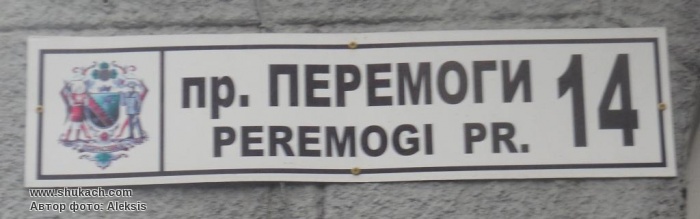 пр. ПЕРЕМОГИ 14
PEREMOGI PR.
www.shukach.com
Автор фото: Aleksis